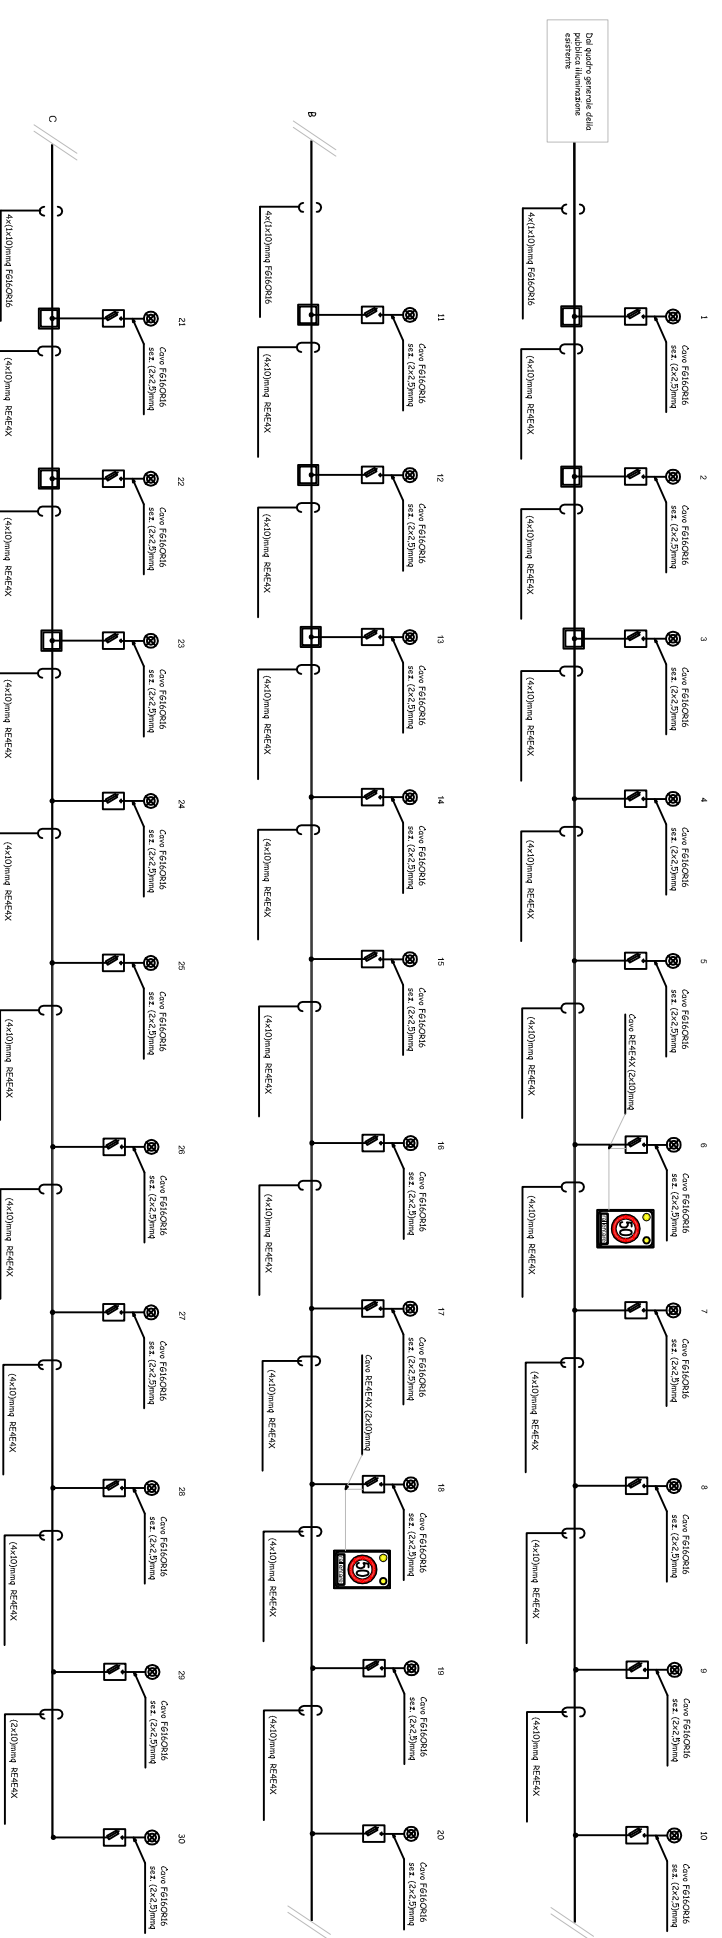 Dal quadro generale della
pubblica illuminazione
esistente
4x(1x10)mmq FG16OR16
1
Cavo FG16OR16
sez. (2x2,5)mmq
(4x10)mmq RE4E4X
2
Cavo FG16OR16
sez. (2x2,5)mmq
(4x10)mmq RE4E4X
3
Cavo FG16OR16
sez. (2x2,5)mmq
(4x10)mmq RE4E4X
4
Cavo FG16OR16
sez. (2x2,5)mmq
(4x10)mmq RE4E4X
5
Cavo FG16OR16
sez. (2x2,5)mmq
(4x10)mmq RE4E4X
Cavo RE4E4X (2x10)mmq
6
Cavo FG16OR16
sez. (2x2,5)mmq
50
(4x10)mmq RE4E4X
7
Cavo FG16OR16
sez. (2x2,5)mmq
(4x10)mmq RE4E4X
8
Cavo FG16OR16
sez. (2x2,5)mmq
(4x10)mmq RE4E4X
9
Cavo FG16OR16
sez. (2x2,5)mmq
(4x10)mmq RE4E4X
10
Cavo FG16OR16
sez. (2x2,5)mmq
B
4x(1x10)mmq FG16OR16
11
Cavo FG16OR16
sez. (2x2,5)mmq
(4x10)mmq RE4E4X
12
Cavo FG16OR16
sez. (2x2,5)mmq
(4x10)mmq RE4E4X
13
Cavo FG16OR16
sez. (2x2,5)mmq
(4x10)mmq RE4E4X
14
Cavo FG16OR16
sez. (2x2,5)mmq
(4x10)mmq RE4E4X
15
Cavo FG16OR16
sez. (2x2,5)mmq
(4x10)mmq RE4E4X
16
Cavo FG16OR16
sez. (2x2,5)mmq
(4x10)mmq RE4E4X
17
Cavo FG16OR16
sez. (2x2,5)mmq
(4x10)mmq RE4E4X
Cavo RE4E4X (2x10)mmq
18
Cavo FG16OR16
sez. (2x2,5)mmq
50
(4x10)mmq RE4E4X
19
Cavo FG16OR16
sez. (2x2,5)mmq
(4x10)mmq RE4E4X
20
Cavo FG16OR16
sez. (2x2,5)mmq
C
4x(1x10)mmq FG16OR16
21
Cavo FG16OR16
sez. (2x2,5)mmq
(4x10)mmq RE4E4X
22
Cavo FG16OR16
sez. (2x2,5)mmq
(4x10)mmq RE4E4X
23
Cavo FG16OR16
sez. (2x2,5)mmq
(4x10)mmq RE4E4X
24
Cavo FG16OR16
sez. (2x2,5)mmq
(4x10)mmq RE4E4X
25
Cavo FG16OR16
sez. (2x2,5)mmq
(4x10)mmq RE4E4X
26
Cavo FG16OR16
sez. (2x2,5)mmq
(4x10)mmq RE4E4X
27
Cavo FG16OR16
sez. (2x2,5)mmq
(4x10)mmq RE4E4X
28
Cavo FG16OR16
sez. (2x2,5)mmq
(4x10)mmq RE4E4X
29
Cavo FG16OR16
sez. (2x2,5)mmq
(2x10)mmq RE4E4X
30
Cavo FG16OR16
sez. (2x2,5)mmq